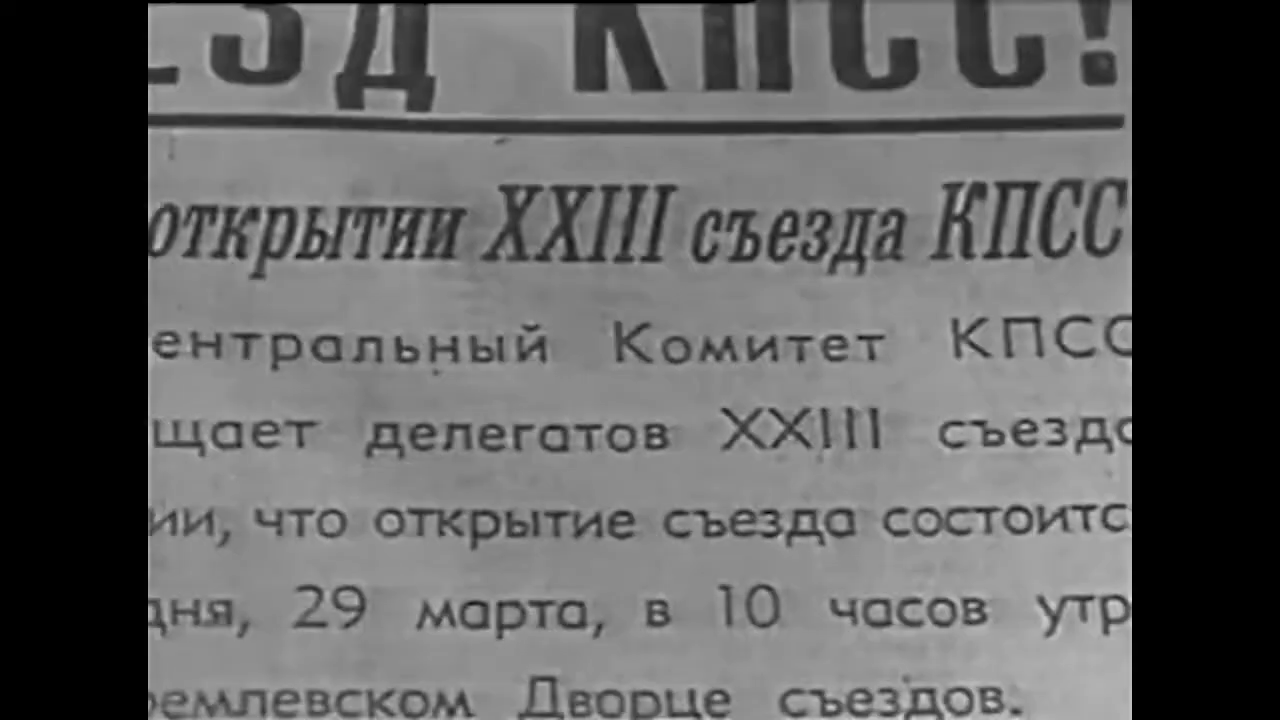 ЕЗД КПСС!
открытии XXIII съезда КПСС
ентральный Комитет КПСС
щает делегатов XXIII съезда
ии, что открытие съезда состоитс
дня, 29 марта, в 10 часов утр
ремлевском Дворце съездов.